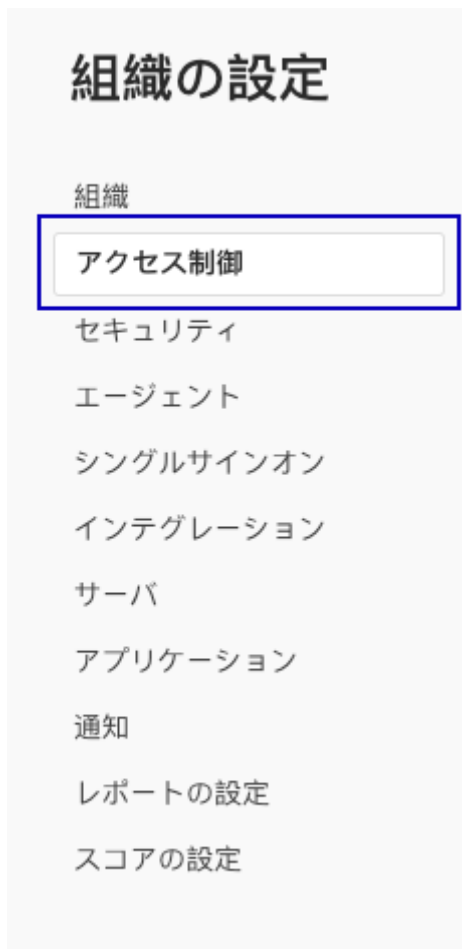 組織の設定
組織
アクセス制御
セキュリティ
エージェント
シングルサインオン
インテグレーション
サーバ
アプリケーション
通知
レポートの設定
スコアの設定